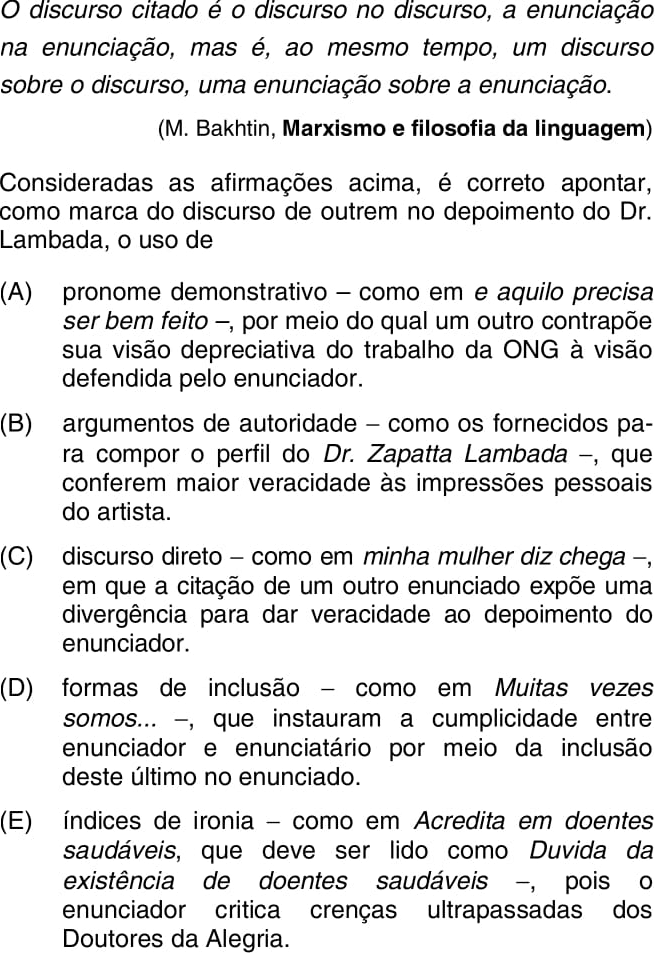 O discurso citado é o discurso no discurso, a enunciação
na enunciação, mas é, ao mesmo tempo, um discurso
sobre o discurso, uma enunciação sobre a enunciação.
(M. Bakhtin, Marxismo e filosofia da linguagem)
Consideradas as afirmações acima, é correto apontar,
como marca do discurso de outrem no depoimento do Dr.
Lambada, o uso de
(A) pronome demonstrativo – como em e aquilo precisa
ser bem feito –, por meio do qual um outro contrapõe
sua visão depreciativa do trabalho da ONG à visão
defendida pelo enunciador.
(B) argumentos de autoridade – como os fornecidos pa-
ra compor o perfil do Dr. Zapatta Lambada –, que
conferem maior veracidade às impressões pessoais
do artista.
(C) discurso direto – como em minha mulher diz chega –,
em que a citação de um outro enunciado expõe uma
divergência para dar veracidade ao depoimento do
enunciador.
(D) formas de inclusão – como em Muitas vezes
somos... –, que instauram a cumplicidade entre
enunciador e enunciatário por meio da inclusão
deste último no enunciado.
(E) índices de ironia – como em Acredita em doentes
saudáveis, que deve ser lido como Duvida da
existência de doentes saudáveis –, pois o
enunciador critica crenças ultrapassadas dos
Doutores da Alegria.